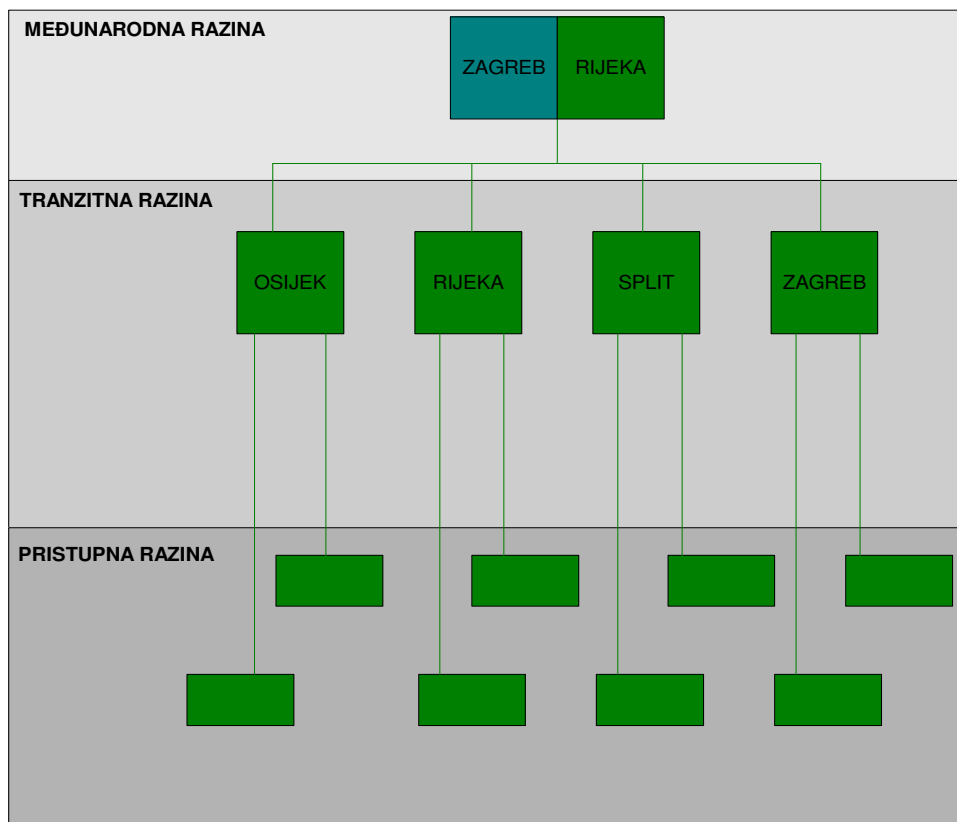 MEĐUNARODNA RAZINA
ZAGREB
RIJEKA
TRANZITNA RAZINA
OSIJEK
RIJEKA
SPLIT
ZAGREB
PRISTUPNA RAZINA